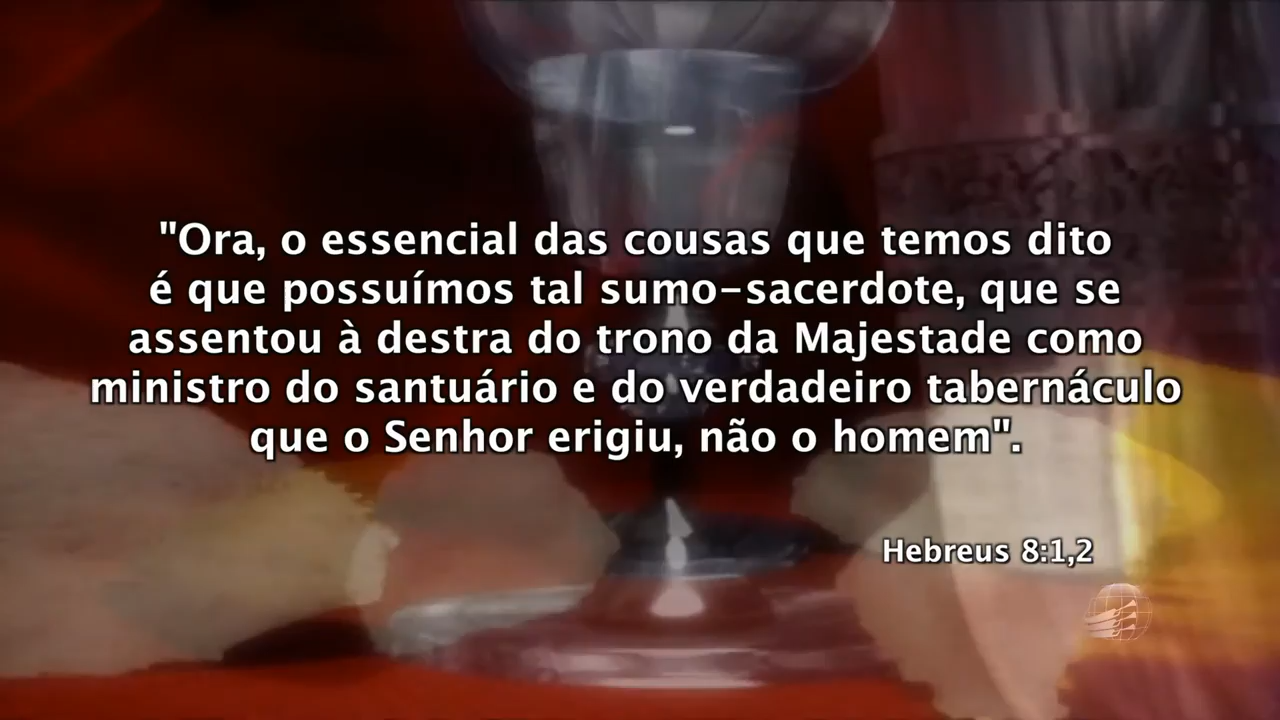 "Ora, o essencial das cousas que temos dito
é que possuímos tal sumo-sacerdote, que se
assentou à destra do trono da Majestade como
ministro do santuário e do verdadeiro tabernáculo
que o Senhor erigiu, não o homem".
Hebreus 8:1,2